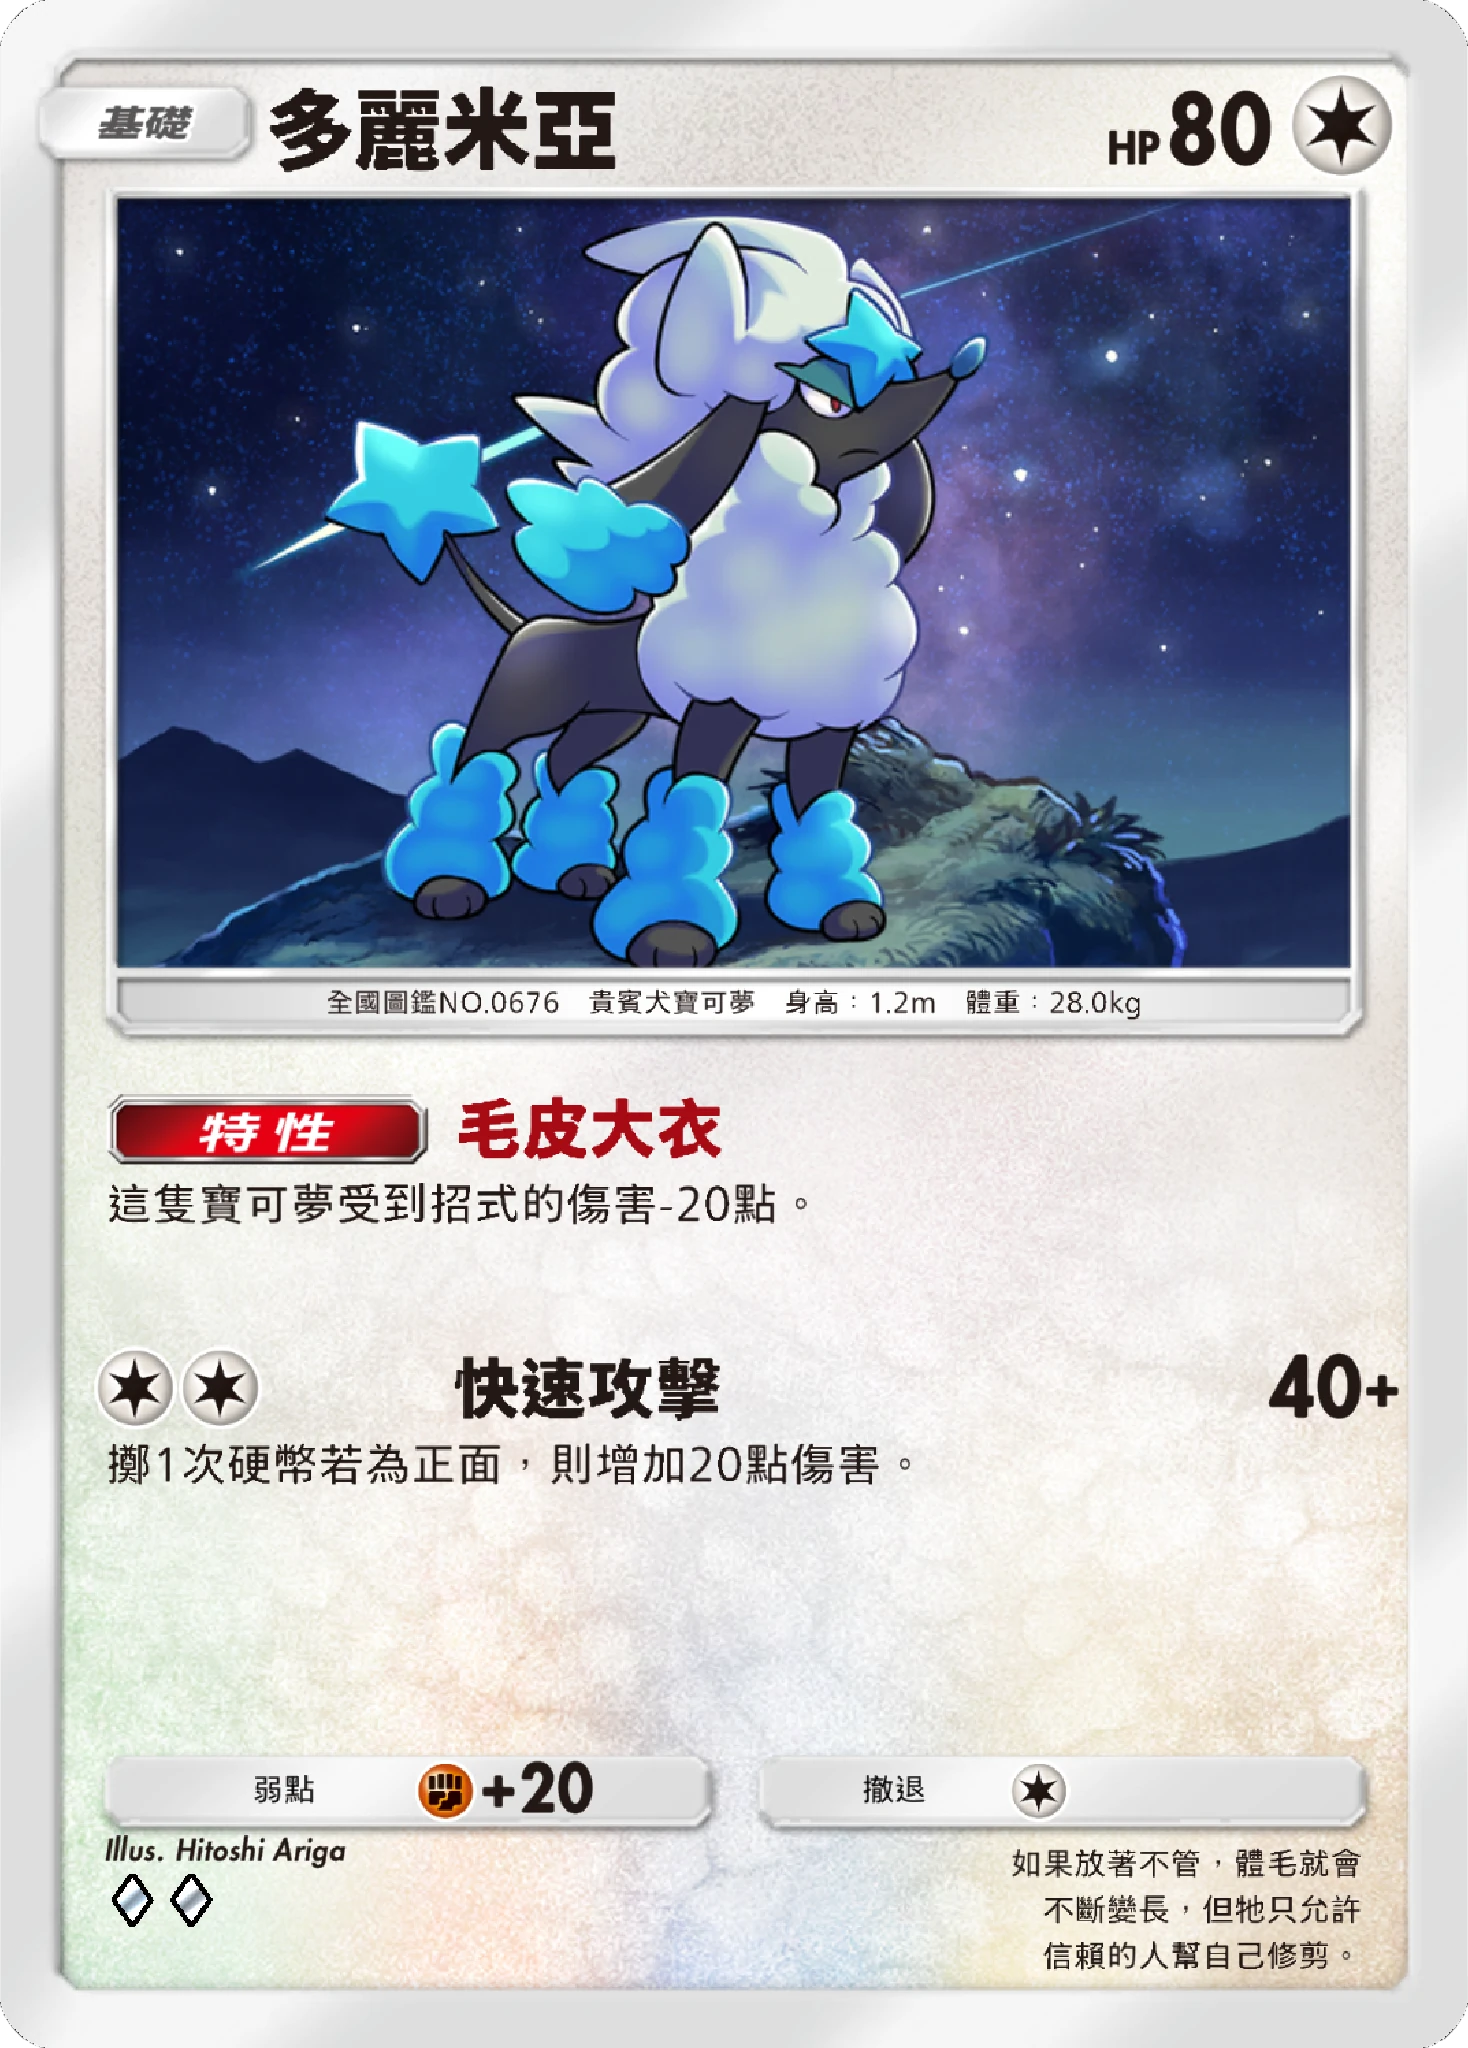 基礎
多麗米亞
HP80
全國圖鑑NO.0676 貴賓犬寶可夢 身高：1.2m 體重：28.0kg
特性 毛皮大衣
這隻寶可夢受到招式的傷害-20點。
快速攻擊 40+
擲1次硬幣若為正面，則增加20點傷害。
弱點 +20 撤退
Illus. Hitoshi Ariga
如果放著不管，體毛就會
不斷變長，但牠只允許
信賴的人幫自己修剪。